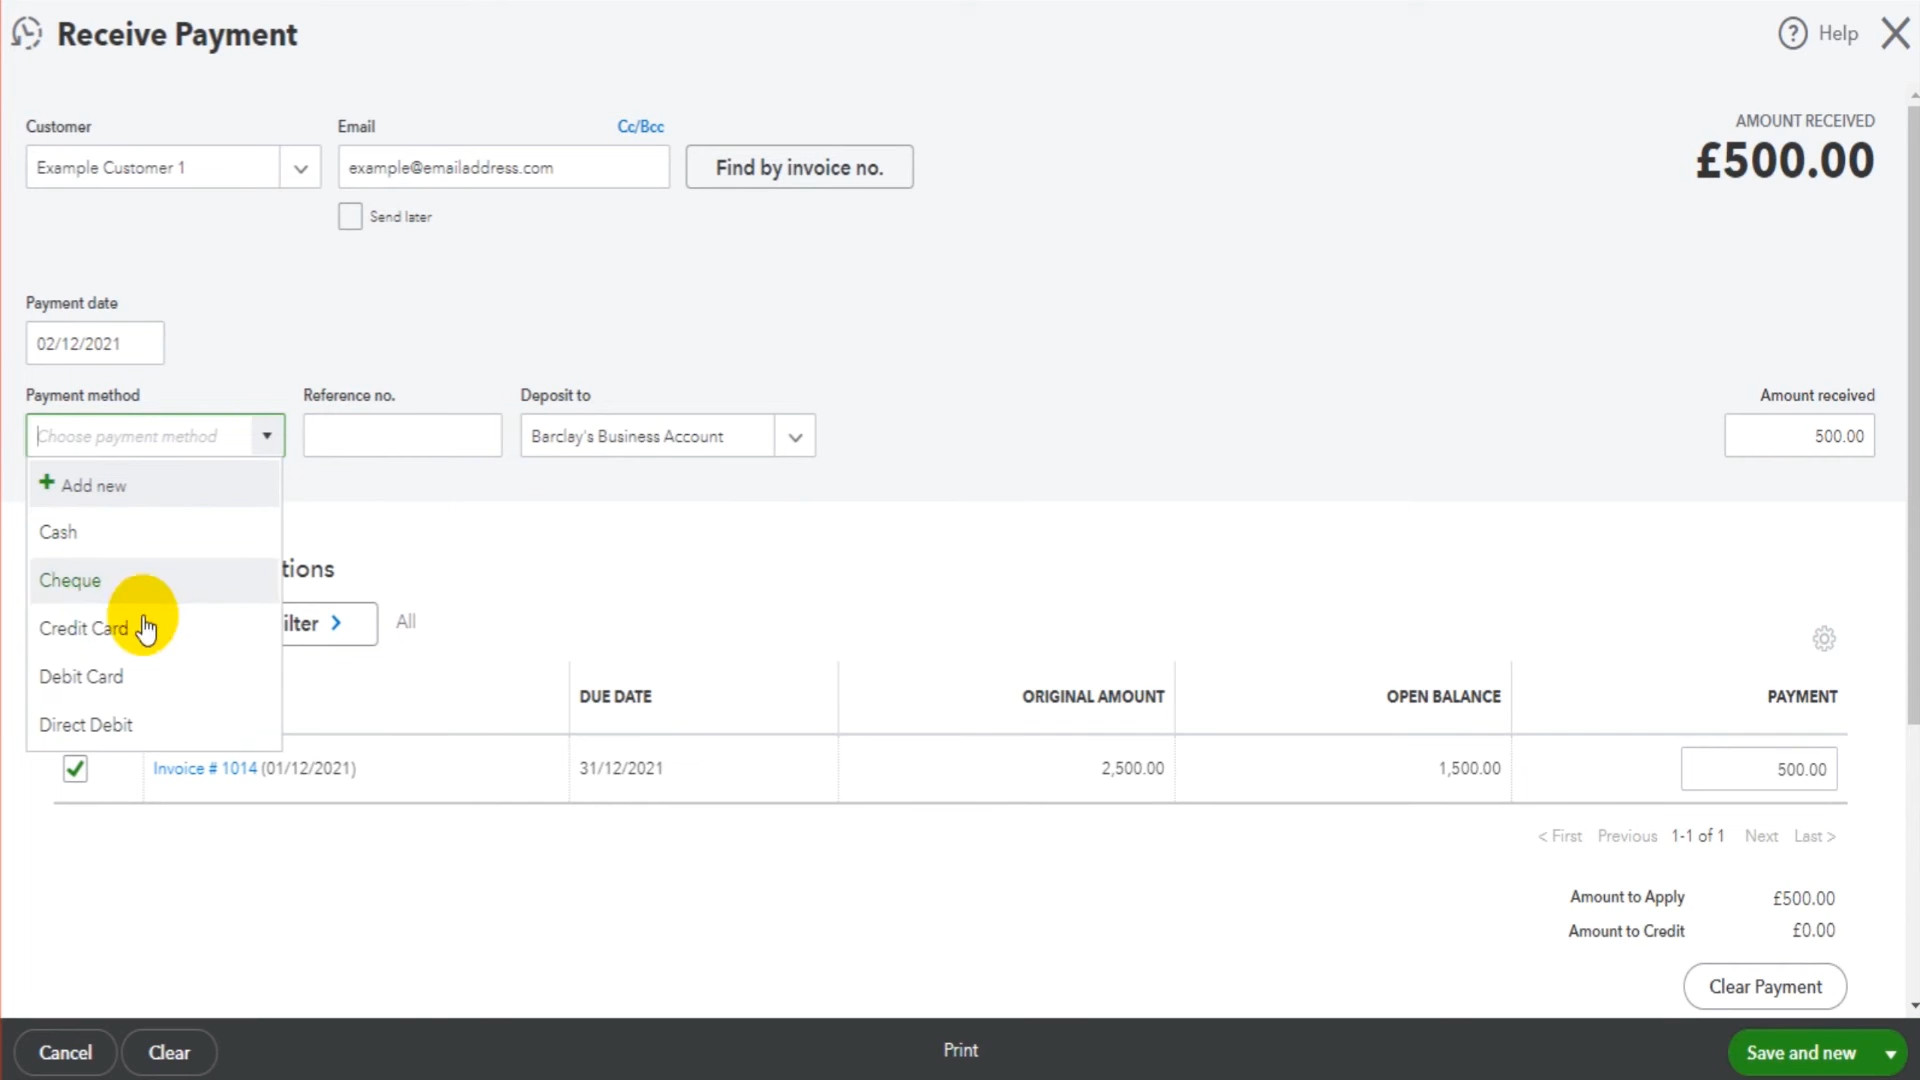 Receive Payment
? Help
Customer
Email
Cc/Bcc
AMOUNT RECEIVED
£500.00
Example Customer 1
example@emailaddress.com
Find by invoice no.
Send later
Payment date
02/12/2021
Payment method
Reference no.
Deposit to
Amount received
Choose payment method
Barclay's Business Account
500.00
+ Add new
Cash
Cheque
Credit Card
Debit Card
Direct Debit
tions
ilter >
All
DUE DATE
ORIGINAL AMOUNT
OPEN BALANCE
PAYMENT
Invoice # 1014 (01/12/2021)
31/12/2021
2,500.00
1,500.00
500.00
< First Previous 1-1 of 1 Next Last >
Amount to Apply £500.00
Amount to Credit £0.00
Clear Payment
Cancel
Clear
Print
Save and new